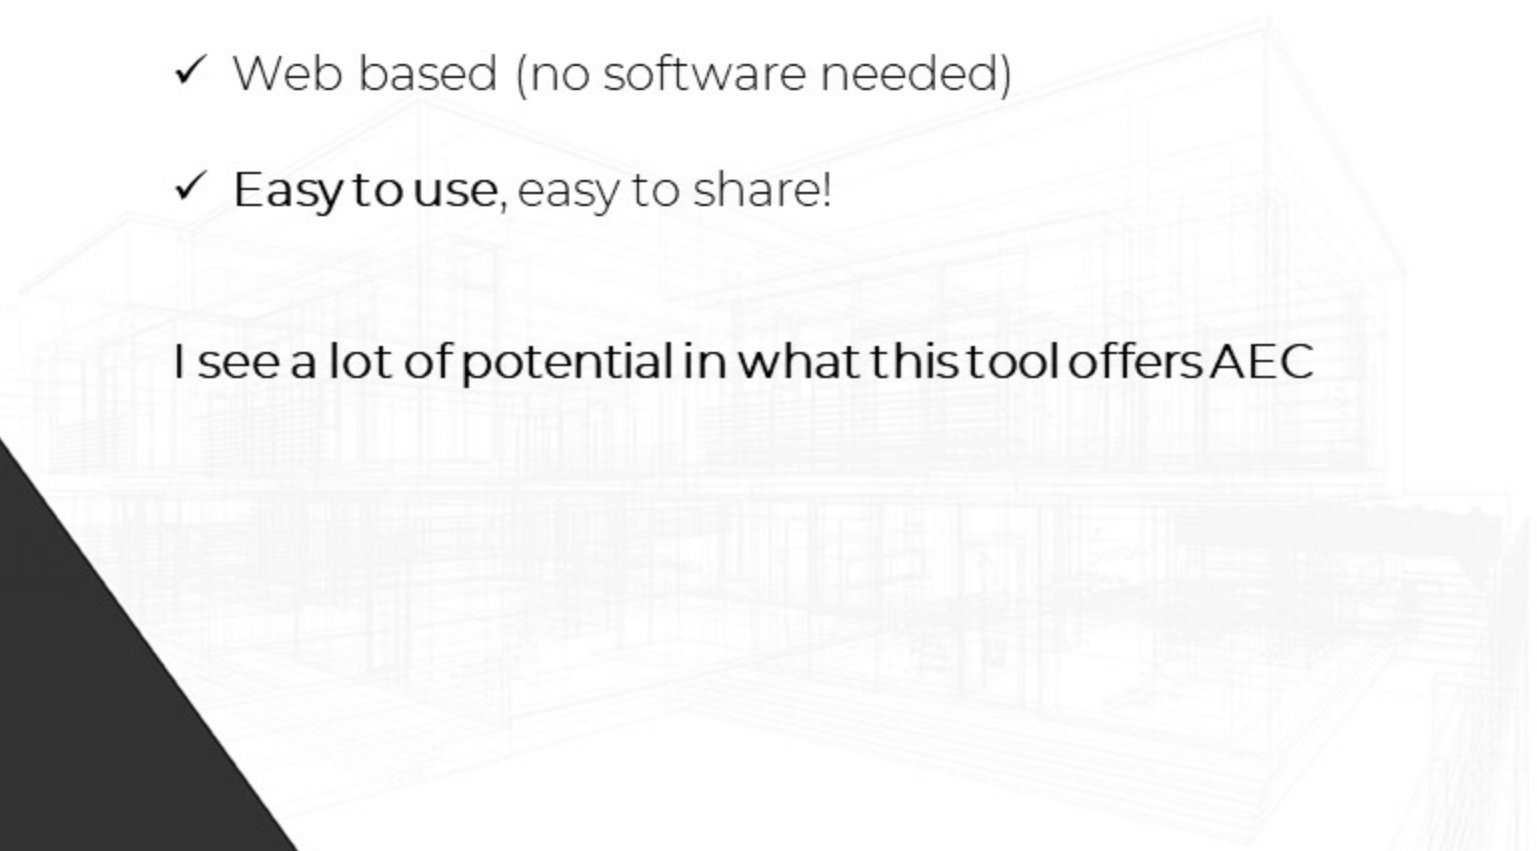 ✓ Web based (no software needed)
✓ Easy to use, easy to share!
I see a lot of potential in what this tool offers AEC